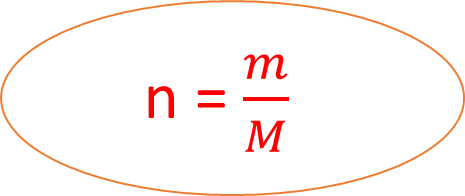 n = m/M